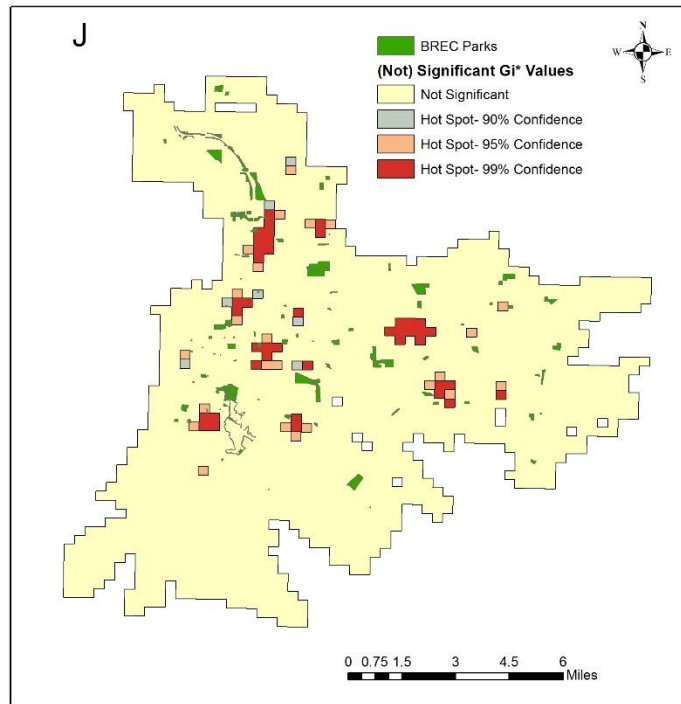 J
BREC Parks
(Not) Significant Gi* Values
Not Significant
Hot Spot- 90% Confidence
Hot Spot- 95% Confidence
Hot Spot- 99% Confidence
N
W E
S
0 0.75 1.5 3 4.5 6
Miles